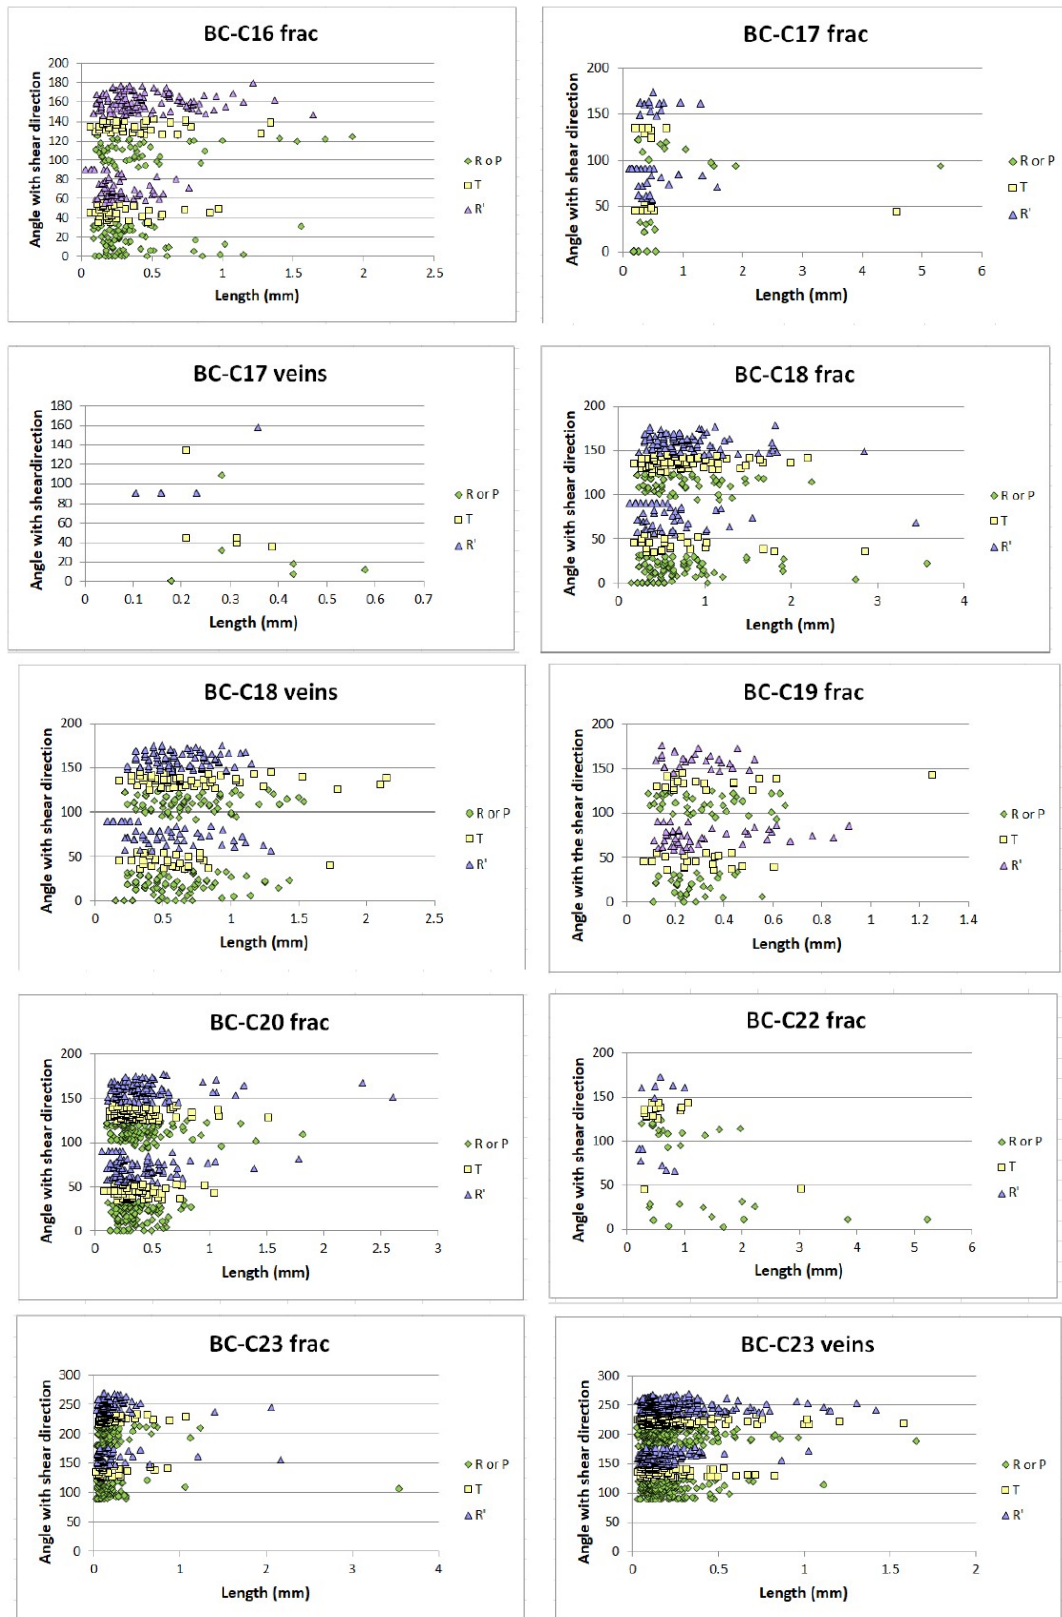 BC-C16 frac
Angle with shear direction
200
180
160
140
120
100
80
60
40
20
0
0 0.5 1 1.5 2 2.5
Length (mm)
R o P
T
R'
BC-C17 frac
Angle with shear direction
200
150
100
50
0
0 1 2 3 4 5 6
Length (mm)
R or P
T
R'
BC-C17 veins
Angle with sheardirection
180
160
140
120
100
80
60
40
20
0
0 0.1 0.2 0.3 0.4 0.5 0.6 0.7
Length (mm)
R or P
T
R'
BC-C18 frac
Angle with shear direction
200
150
100
50
0
0 1 2 3 4
Length (mm)
R or P
T
R'
BC-C18 veins
Angle with shear direction
200
150
100
50
0
0 0.5 1 1.5 2 2.5
Length (mm)
R or P
T
R'
BC-C19 frac
Angle with the shear direction
200
150
100
50
0
0 0.2 0.4 0.6 0.8 1 1.2 1.4
Length (mm)
R or P
T
R'
BC-C20 frac
Angle with shear direction
200
150
100
50
0
0 0.5 1 1.5 2 2.5 3
Length (mm)
R or P
T
R'
BC-C22 frac
Angle with shear direction
200
150
100
50
0
0 1 2 3 4 5 6
Length (mm)
R or P
T
R'
BC-C23 frac
Angle with shear direction
300
250
200
150
100
50
0
0 1 2 3 4
Length (mm)
R or P
T
R'
BC-C23 veins
Angle with shear direction
300
250
200
150
100
50
0
0 0.5 1 1.5 2
Length (mm)
R or P
T
R'